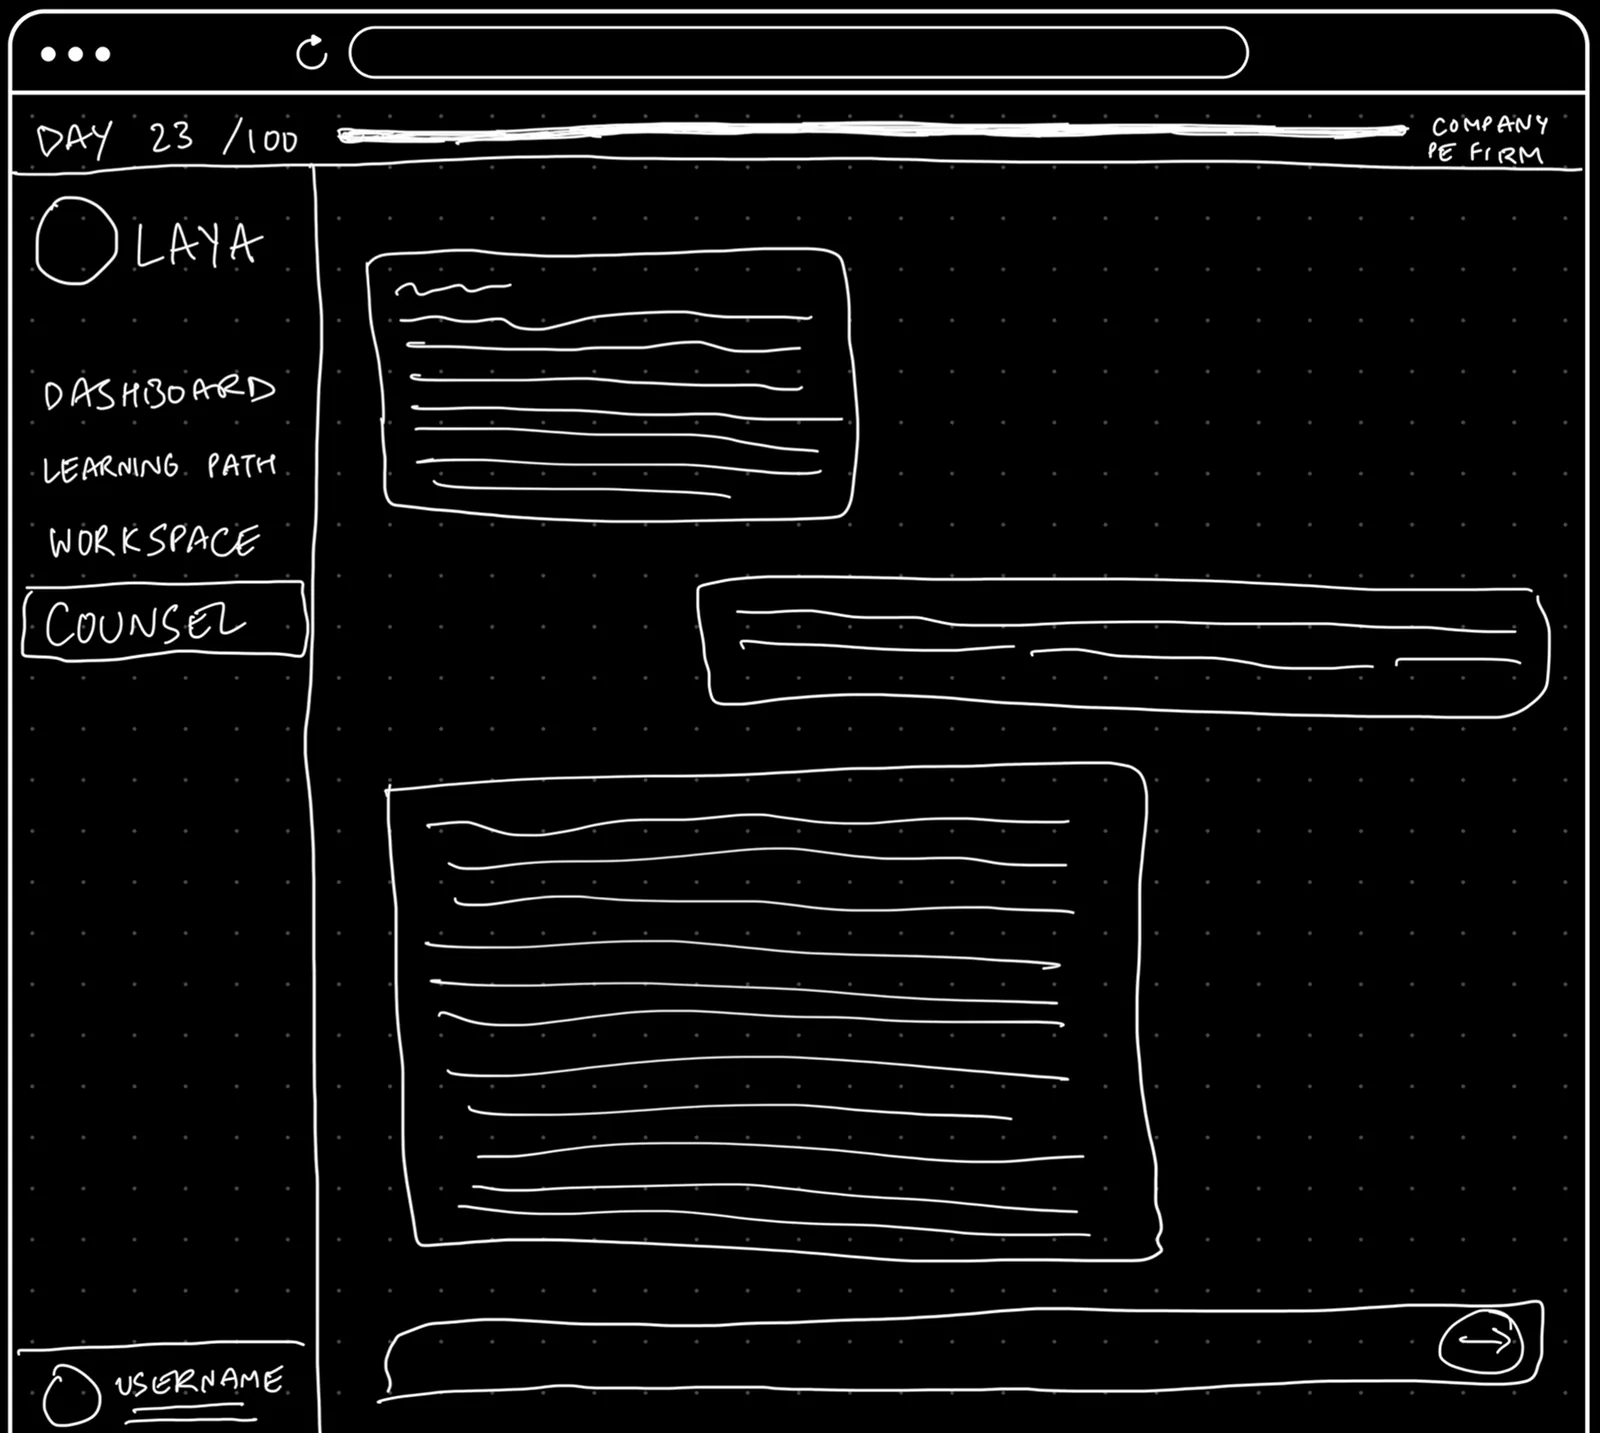 DAY 23 /100
COMPANY
PE FIRM
LAYA
DASHBOARD
LEARNING PATH
WORKSPACE
COUNSEL
USERNAME